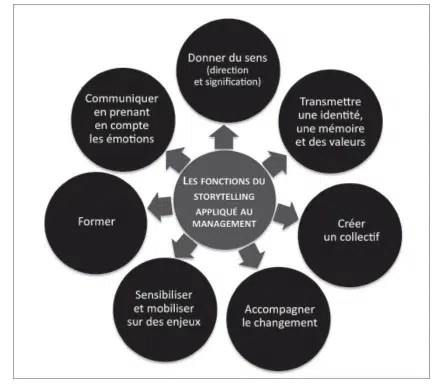 Donner du sens
(direction
et signification)
Transmettre
une identité,
une mémoire
et des valeurs
Créer
un collectif
Accompagner
le changement
Sensibiliser
et mobiliser
sur des enjeux
Former
Communiquer
en prenant
en compte
les émotions
LES FONCTIONS DU
STORYTELLING
APPLIQUÉ AU
MANAGEMENT